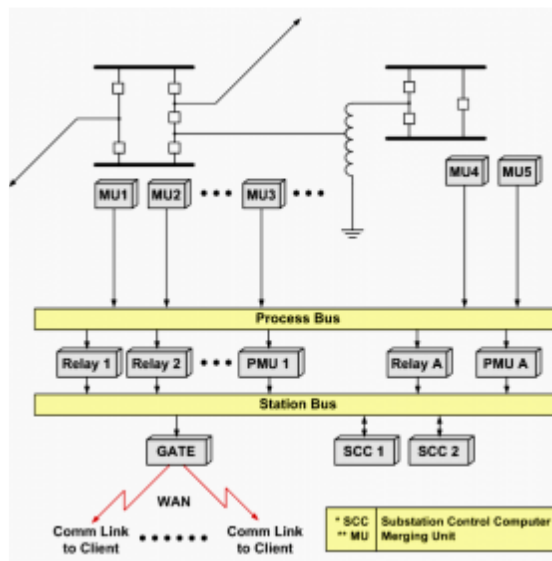 MU1 MU2 MU3 MU4 MU5
Process Bus
Relay 1 Relay 2 PMU 1 Relay A PMU A
Station Bus
GATE SCC 1 SCC 2
WAN
Comm Link Comm Link
to Client to Client
* SCC Substation Control Computer
** MU Merging Unit